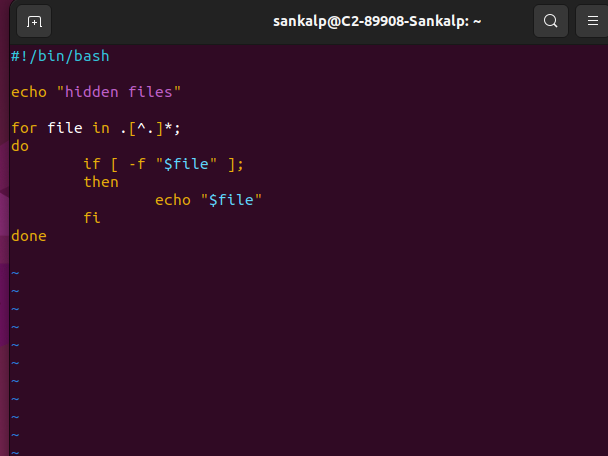 sankalp@C2-89908-Sankalp: ~
#!/bin/bash
echo "hidden files"
for file in .[^.]*;
do
        if [ -f "$file" ];
        then
                echo "$file"
        fi
done
~
~
~
~
~
~
~
~
~
~
~